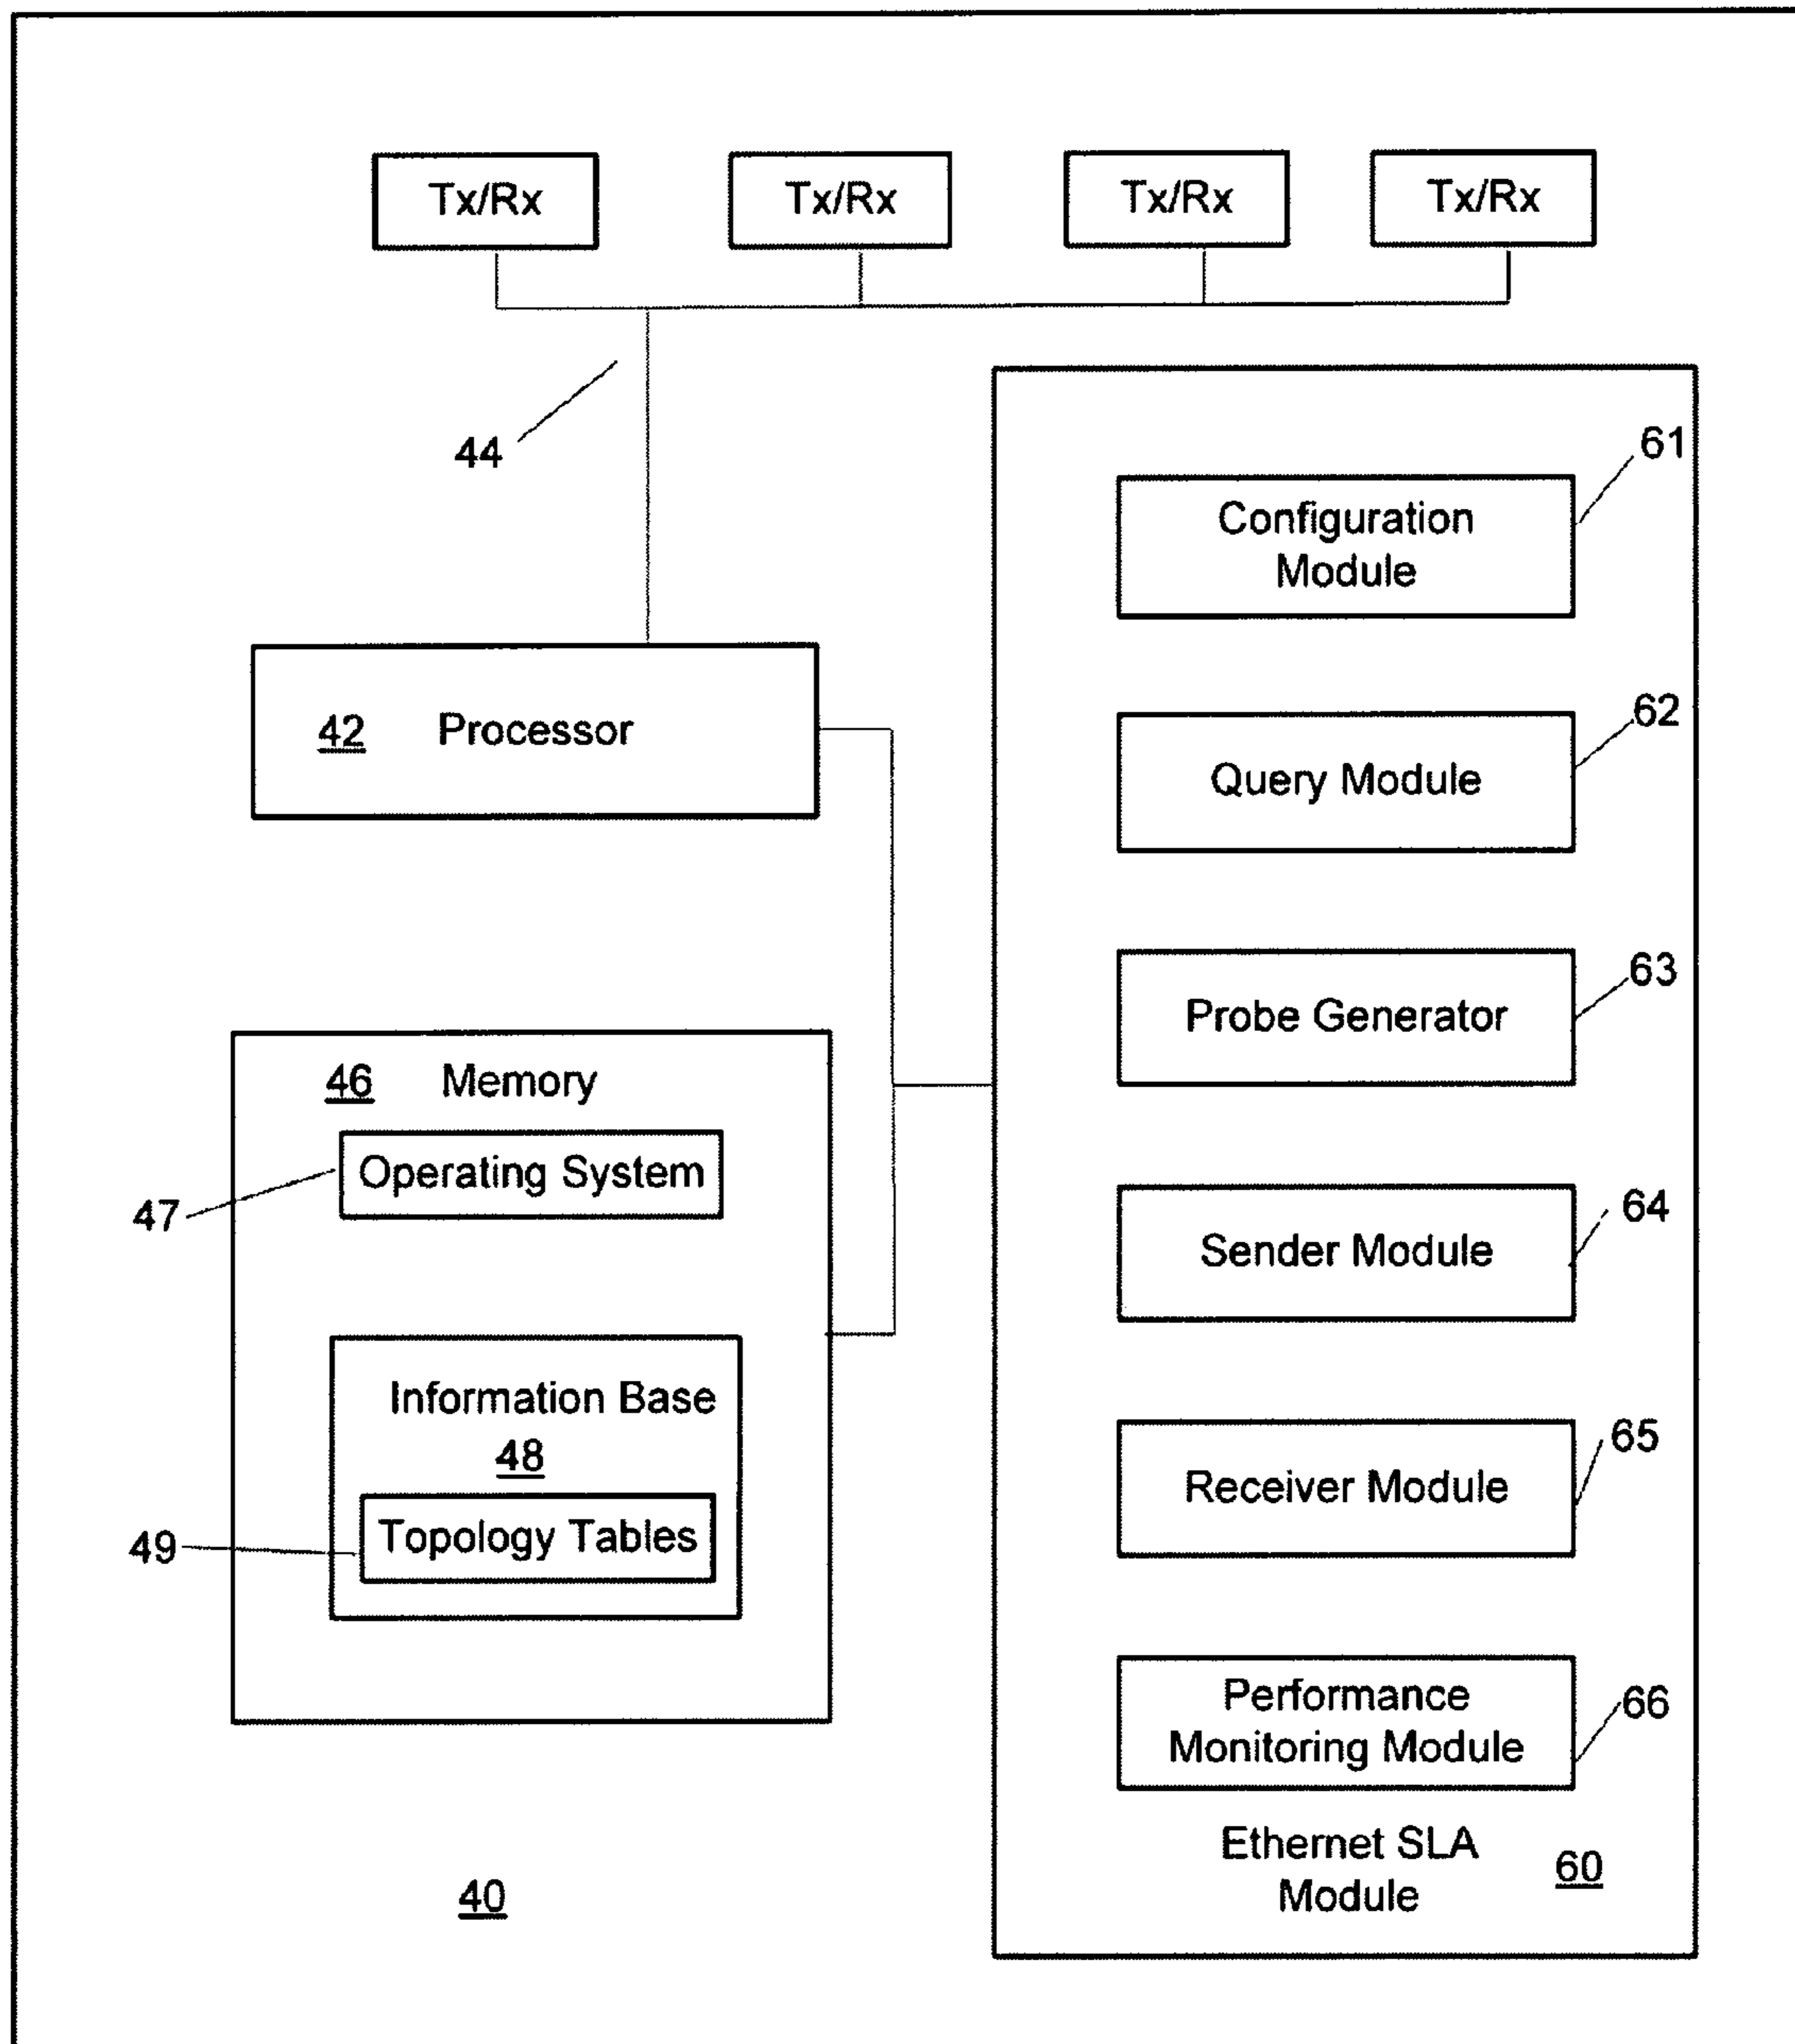 Tx/Rx Tx/Rx Tx/Rx Tx/Rx
44
61
Configuration
Module
42 Processor
62
Query Module
63
Probe Generator
46 Memory
Operating System
47
64
Sender Module
Information Base
48
Topology Tables
49
65
Receiver Module
66
Performance
Monitoring Module
Ethernet SLA
Module
60
40